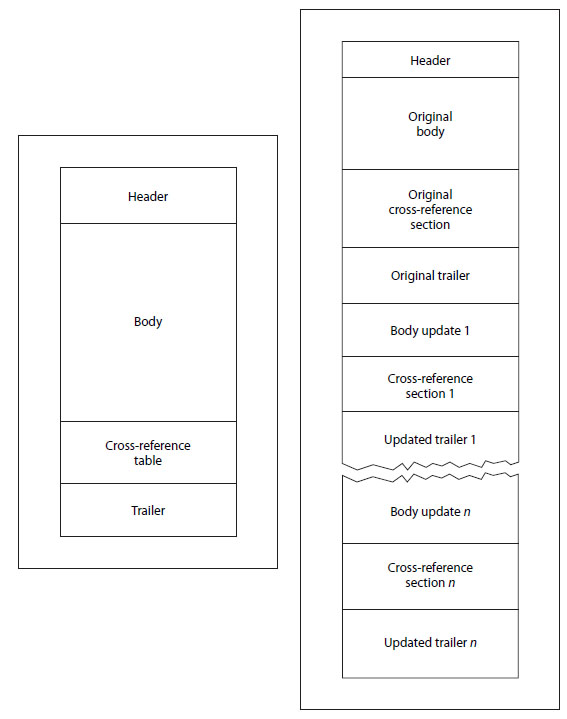 Header
Body
Cross-reference
table
Trailer
Header
Original
body
Original
cross-reference
section
Original trailer
Body update 1
Cross-reference
section 1
Updated trailer 1
Body update n
Cross-reference
section n
Updated trailer n